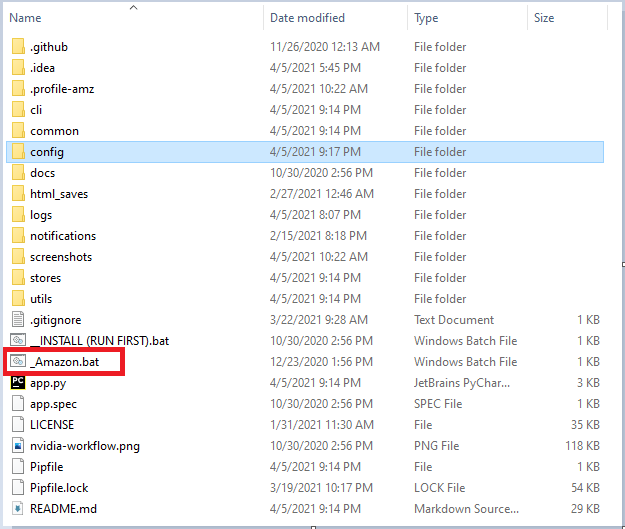 Name Date modified Type Size
.github 11/26/2020 12:13 AM File folder
.idea 4/5/2021 5:45 PM File folder
.profile-amz 4/5/2021 10:22 AM File folder
cli 4/5/2021 9:14 PM File folder
common 4/5/2021 9:14 PM File folder
config 4/5/2021 9:17 PM File folder
docs 10/30/2020 2:56 PM File folder
html_saves 2/27/2021 12:46 AM File folder
logs 4/5/2021 8:07 PM File folder
notifications 2/15/2021 8:18 PM File folder
screenshots 4/5/2021 10:22 AM File folder
stores 4/5/2021 9:14 PM File folder
utils 4/5/2021 9:14 PM File folder
.gitignore 3/22/2021 9:28 AM Text Document 1 KB
__INSTALL (RUN FIRST).bat 10/30/2020 2:56 PM Windows Batch File 1 KB
_Amazon.bat 12/23/2020 1:56 PM Windows Batch File 1 KB
PC app.py 4/5/2021 9:14 PM JetBrains PyChar... 1 KB
app.spec 10/30/2020 2:56 PM SPEC File 1 KB
LICENSE 1/31/2021 11:30 AM File 35 KB
nvidia-workflow.png 10/30/2020 2:56 PM PNG File 118 KB
Pipfile 4/5/2021 9:14 PM File 1 KB
Pipfile.lock 3/19/2021 10:17 PM LOCK File 54 KB
README.md 4/5/2021 9:14 PM Markdown Source... 29 KB